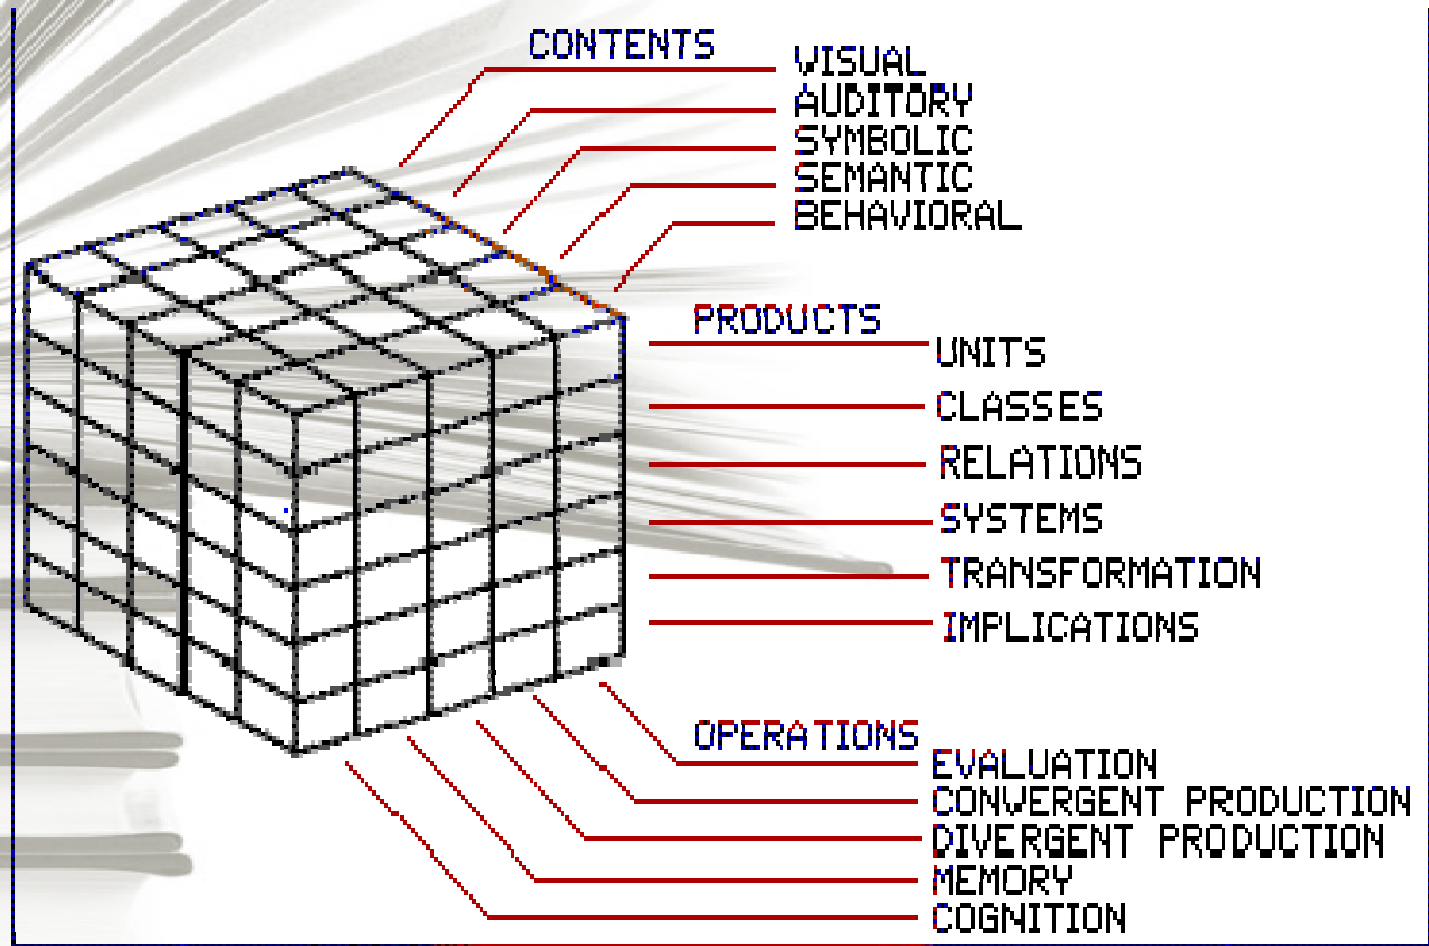 CONTENTS
VISUAL
AUDITORY
SYMBOLIC
SEMANTIC
BEHAVIORAL
PRODUCTS
UNITS
CLASSES
RELATIONS
SYSTEMS
TRANSFORMATION
IMPLICATIONS
OPERATIONS
EVALUATION
CONVERGENT PRODUCTION
DIVERGENT PRODUCTION
MEMORY
COGNITION